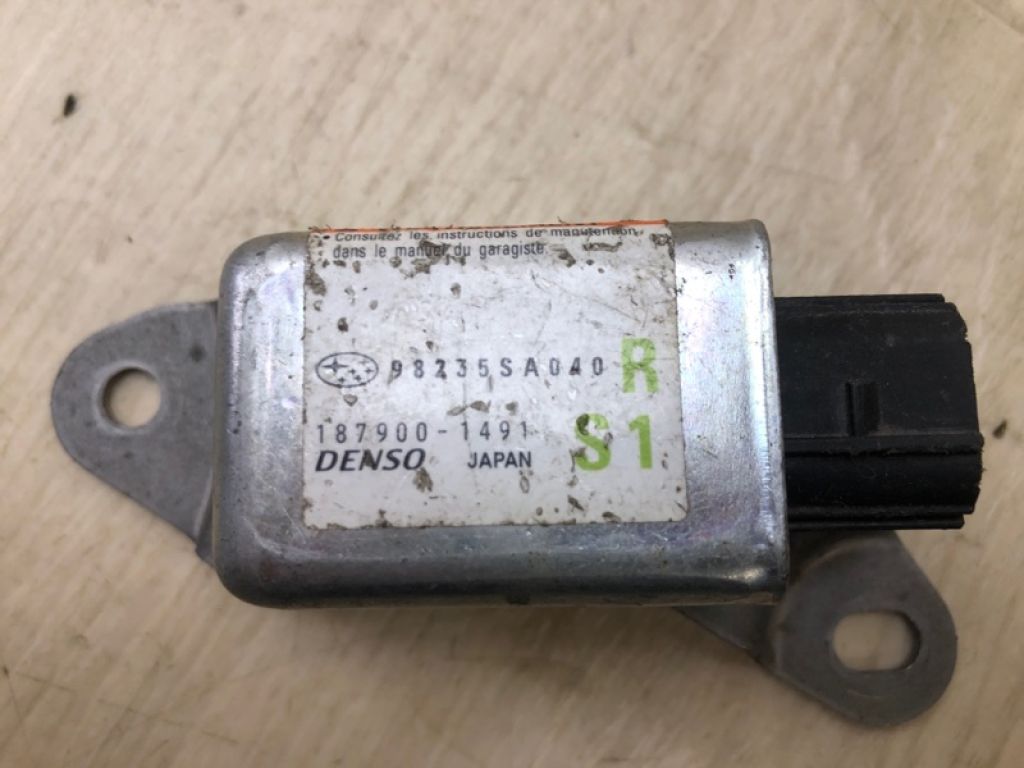 Consultez les instructions de manutention
dans le manuel du garagiste.
98235SA040 R
187900-1491 S1
DENSO JAPAN